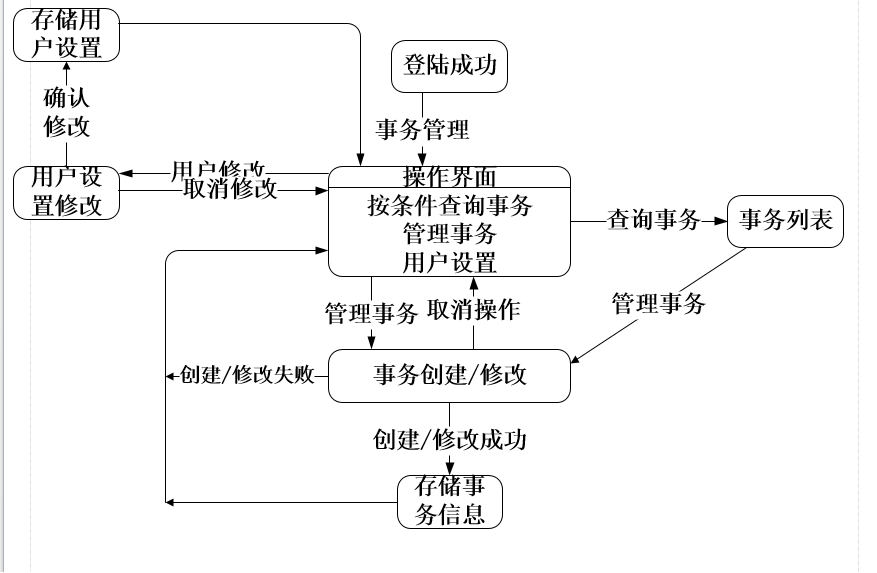 存储用
户设置
登陆成功
确认
修改
事务管理
用户修改
取消修改
用户设
置修改
操作界面
按条件查询事务
管理事务
用户设置
查询事务
事务列表
管理事务
管理事务
取消操作
创建/修改失败
事务创建/修改
创建/修改成功
存储事
务信息